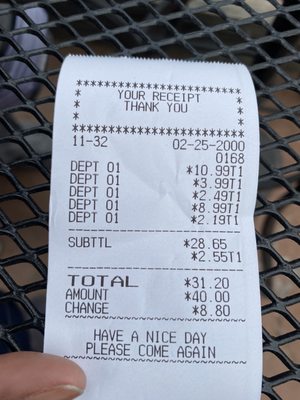 ************************
* YOUR RECEIPT *
* THANK YOU *
************************
11-32 02-25-2000
0168
DEPT 01 *10.99T1
DEPT 01 *3.99T1
DEPT 01 *2.49T1
DEPT 01 *8.99T1
DEPT 01 *2.19T1
SUBTTL *28.65
*2.55T1
TOTAL *31.20
AMOUNT *40.00
CHANGE *8.80
HAVE A NICE DAY
PLEASE COME AGAIN